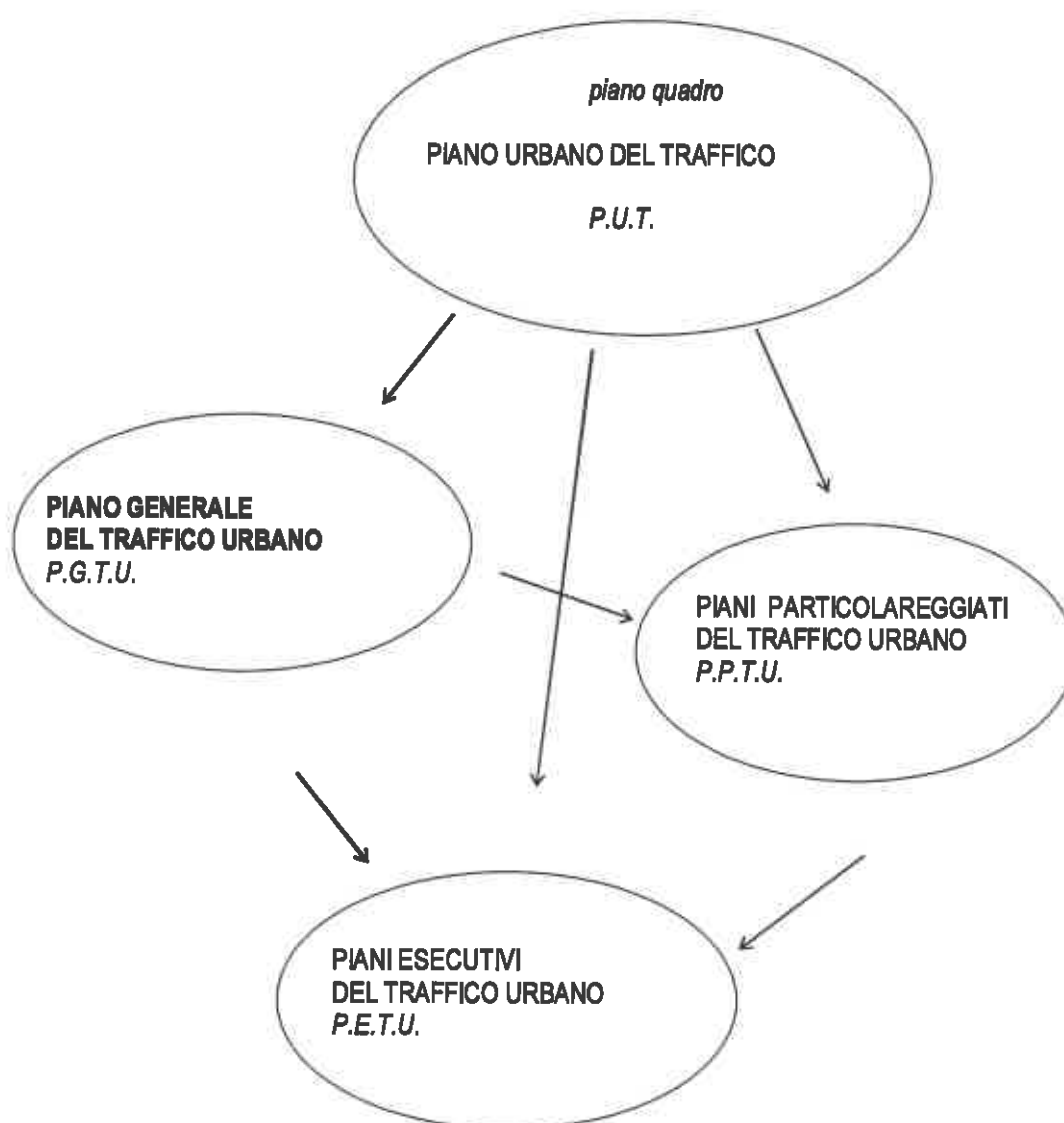 piano quadro
PIANO URBANO DEL TRAFFICO
P.U.T.
PIANO GENERALE
DEL TRAFFICO URBANO
P.G.T.U.
PIANI PARTICOLAREGGIATI
DEL TRAFFICO URBANO
P.P.T.U.
PIANI ESECUTIVI
DEL TRAFFICO URBANO
P.E.T.U.